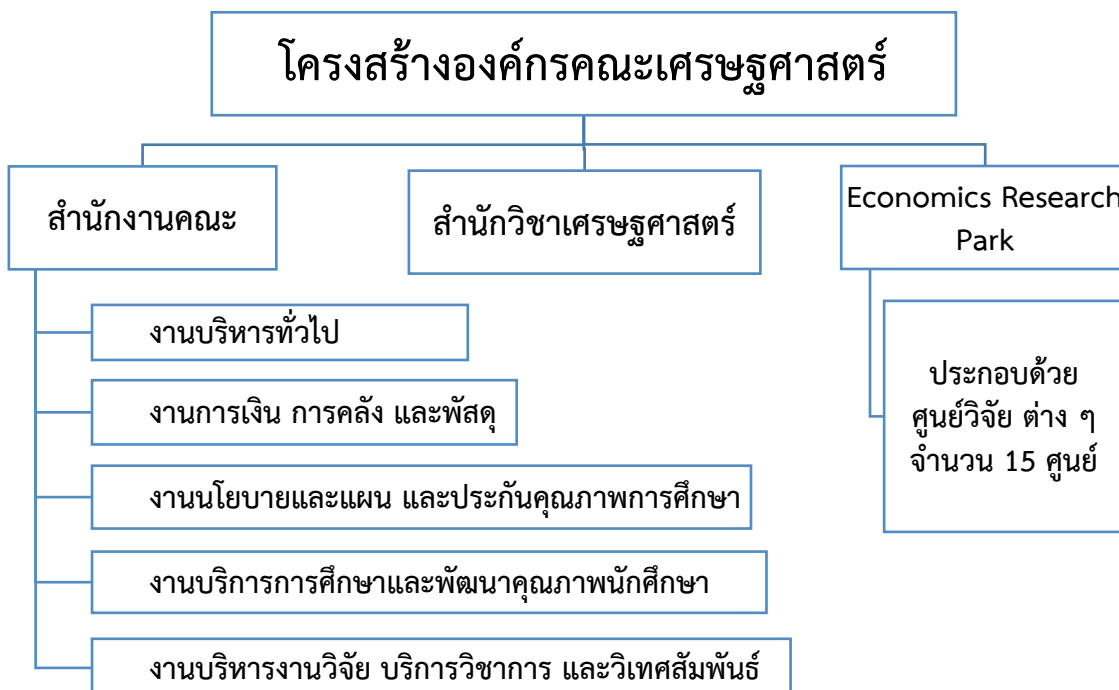 โครงสร้างองค์กรคณะเศรษฐศาสตร์
สำนักงานคณะ
สำนักวิชาเศรษฐศาสตร์
Economics Research
Park
งานบริหารทั่วไป
งานการเงิน การคลัง และพัสดุ
งานนโยบายและแผน และประกันคุณภาพการศึกษา
งานบริการการศึกษาและพัฒนาคุณภาพนักศึกษา
งานบริหารงานวิจัย บริการวิชาการ และวิเทศสัมพันธ์
ประกอบด้วย
ศูนย์วิจัย ต่าง ๆ
จำนวน 15 ศูนย์